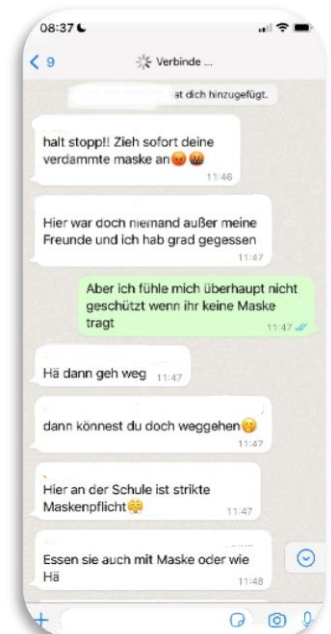 08:37
9
Verbinde ...
at dich hinzugefügt.
halt stopp!! Zieh sofort deine
verdammte maske an😡🤬
11:46
Hier war doch niemand außer meine
Freunde und ich hab grad gegessen
11:47
Aber ich fühle mich überhaupt nicht
geschützt wenn ihr keine Maske
tragt
11:47
Hä dann geh weg
11:47
dann könnest du doch weggehen🤭
11:47
Hier an der Schule ist strikte
Maskenpflicht😤
11:47
Essen sie auch mit Maske oder wie
Hä
11:48